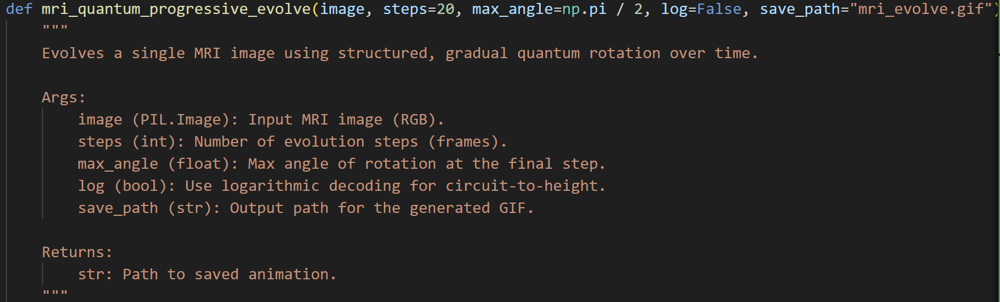 def mri_quantum_progressive_evolve(image, steps=20, max_angle=np.pi / 2, log=False, save_path="mri_evolve.gif")
"""
Evolves a single MRI image using structured, gradual quantum rotation over time.
Args:
image (PIL.Image): Input MRI image (RGB).
steps (int): Number of evolution steps (frames).
max_angle (float): Max angle of rotation at the final step.
log (bool): Use logarithmic decoding for circuit-to-height.
save_path (str): Output path for the generated GIF.
Returns:
str: Path to saved animation.
"""